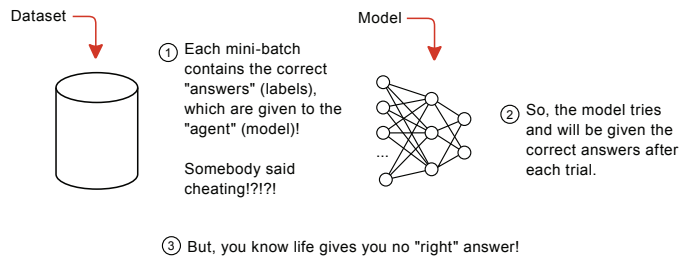 Dataset
Model
① Each mini-batch
contains the correct
"answers" (labels),
which are given to the
"agent" (model)!
Somebody said
cheating!?!?!
...
② So, the model tries
and will be given the
correct answers after
each trial.
③ But, you know life gives you no "right" answer!